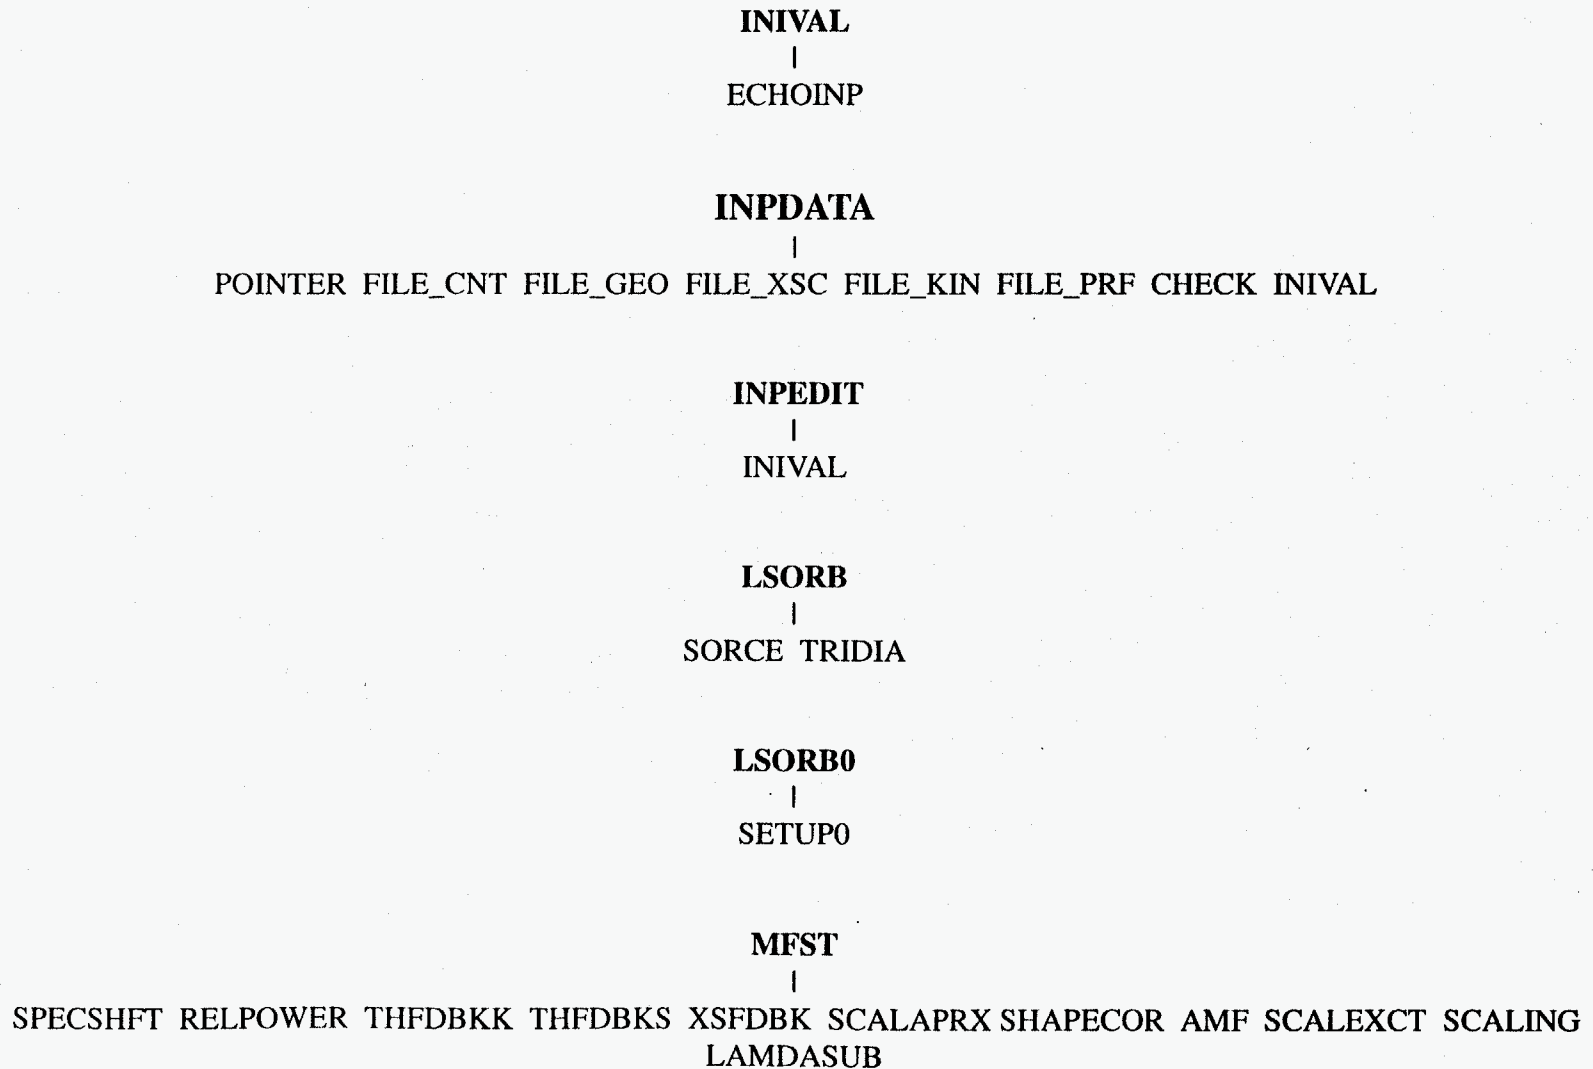 INIVAL
|
ECHOINP
INPDATA
|
POINTER FILE_CNT FILE_GEO FILE_XSC FILE_KIN FILE_PRF CHECK INIVAL
INPEDIT
|
INIVAL
LSORB
|
SORCE TRIDIA
LSORB0
|
SETUP0
MFST
|
SPECSHFT RELPOWER THFDBKK THFDBKS XSFDBK SCALAPRX SHAPECOR AMF SCALEXCT SCALING
LAMDASUB